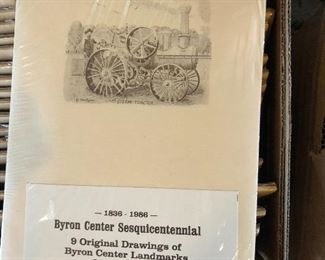 STEAM TRACTOR
— 1836 - 1986 —
Byron Center Sesquicentennial
9 Original Drawings of
Byron Center Landmarks